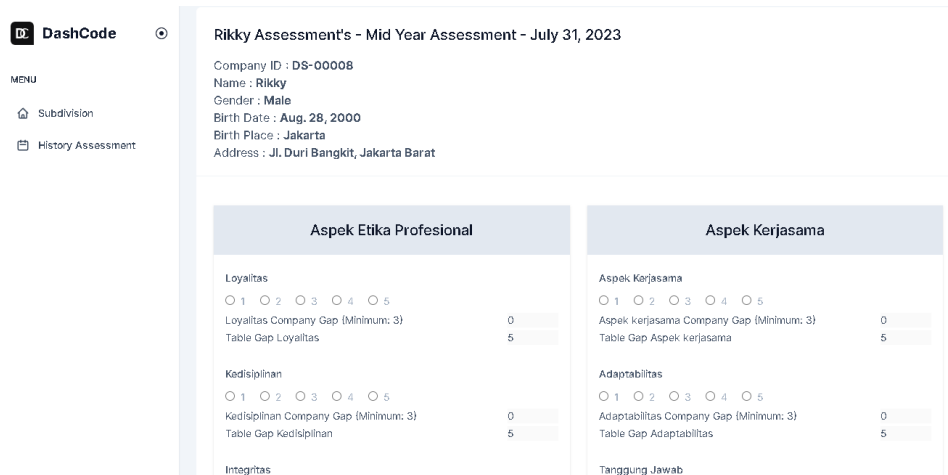 DC DashCode
MENU
Subdivision
History Assessment
Rikky Assessment's - Mid Year Assessment - July 31, 2023
Company ID : DS-00008
Name : Rikky
Gender : Male
Birth Date : Aug. 28, 2000
Birth Place : Jakarta
Address : Jl. Duri Bangkit, Jakarta Barat
Aspek Etika Profesional
Loyalitas
1 2 3 4 5
Loyalitas Company Gap (Minimum: 3) 0
Table Gap Loyalitas 5
Kedisiplinan
1 2 3 4 5
Kedisiplinan Company Gap (Minimum: 3) 0
Table Gap Kedisiplinan 5
Integritas
Aspek Kerjasama
Aspek Kerjasama
1 2 3 4 5
Aspek kerjasama Company Gap (Minimum: 3) 0
Table Gap Aspek kerjasama 5
Adaptabilitas
1 2 3 4 5
Adaptabilitas Company Gap (Minimum: 3) 0
Table Gap Adaptabilitas 5
Tanggung Jawab